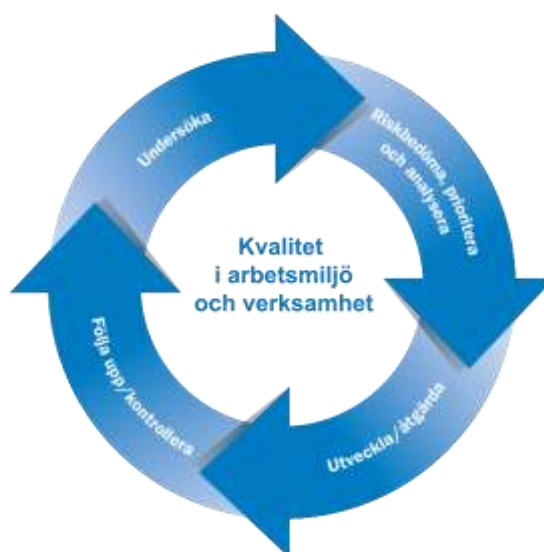 Undersöka
Riskbedöma, prioritera
och analysera
Kvalitet
i arbetsmiljö
och verksamhet
Följa upp/kontrollera
Utveckla/åtgärda